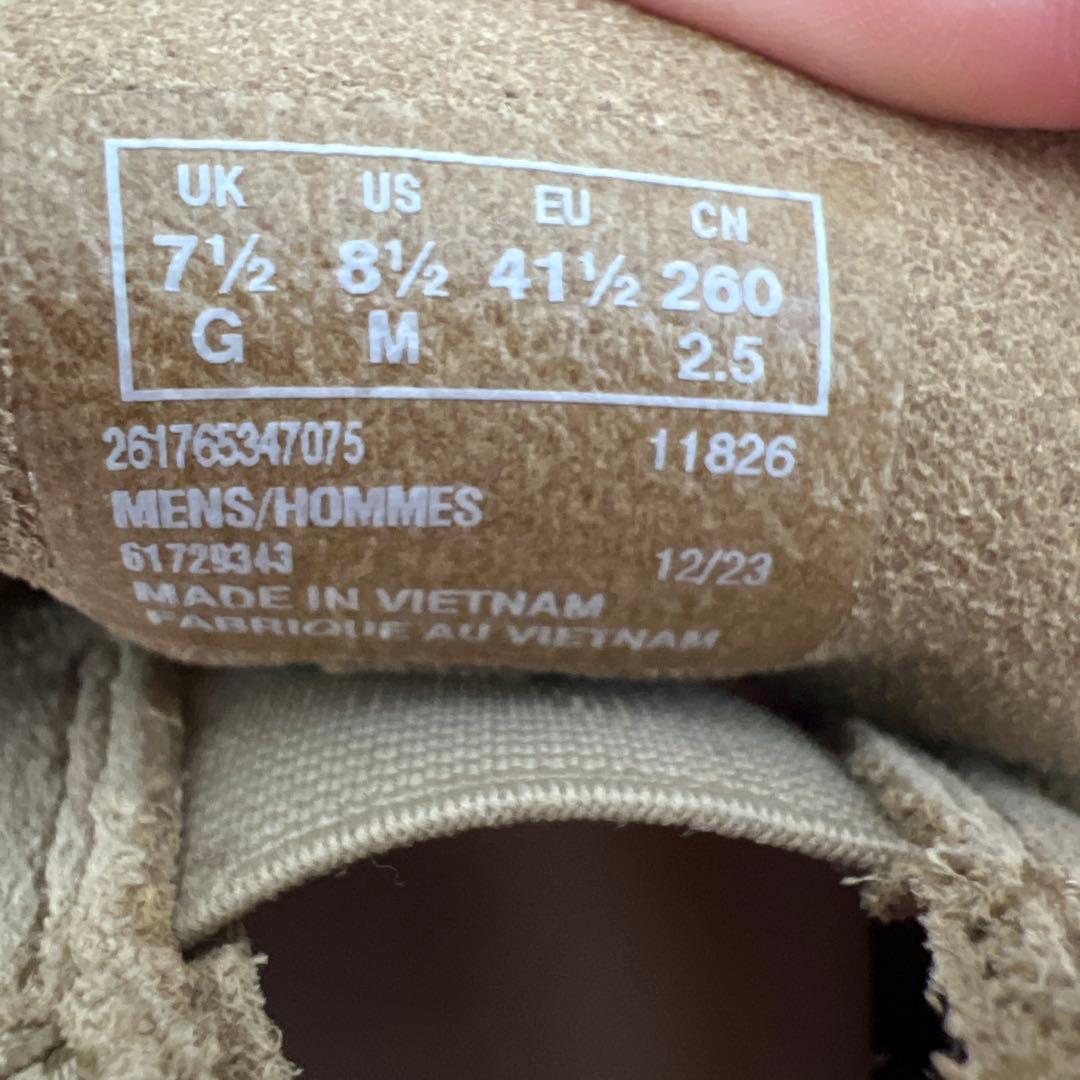 UK US EU CN
7½ 8½ 41½ 260
G M 2.5
261765347075 11826
MENS/HOMMES
61729343 12/23
MADE IN VIETNAM
FABRIQUE AU VIETNAM